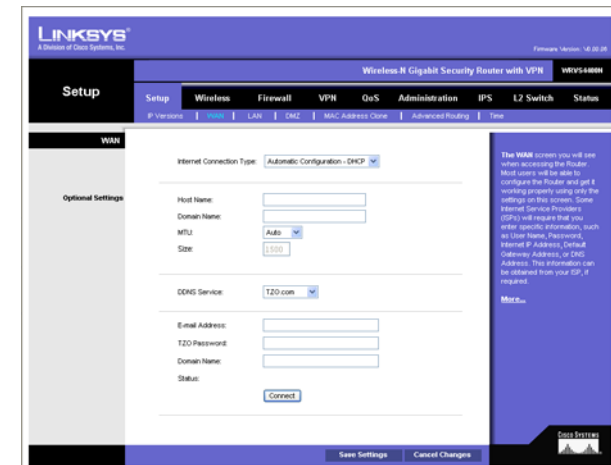 LINKSYS®
A Division of Cisco Systems, Inc.
Firmware Version: V0.00.06
Wireless-N Gigabit Security Router with VPN
WRVS4400N
Setup
Setup Wireless Firewall VPN QoS Administration IPS L2 Switch Status
IP Versions | WAN | LAN | DMZ | MAC Address Clone | Advanced Routing | Time
WAN
Internet Connection Type: Automatic Configuration - DHCP
Optional Settings
Host Name:
Domain Name:
MTU: Auto
Size: 1500
DDNS Service: TZO.com
E-mail Address:
TZO Password:
Domain Name:
Status:
Connect
The WAN screen you will see
when accessing the Router.
Most users will be able to
configure the Router and get it
working properly using only the
settings on this screen. Some
Internet Service Providers
(ISPs) will require that you
enter specific information, such
as User Name, Password,
Internet IP Address, Default
Gateway Address, or DNS
Address. This information can
be obtained from your ISP, if
required.
More...
Save Settings Cancel Changes
CISCO SYSTEMS